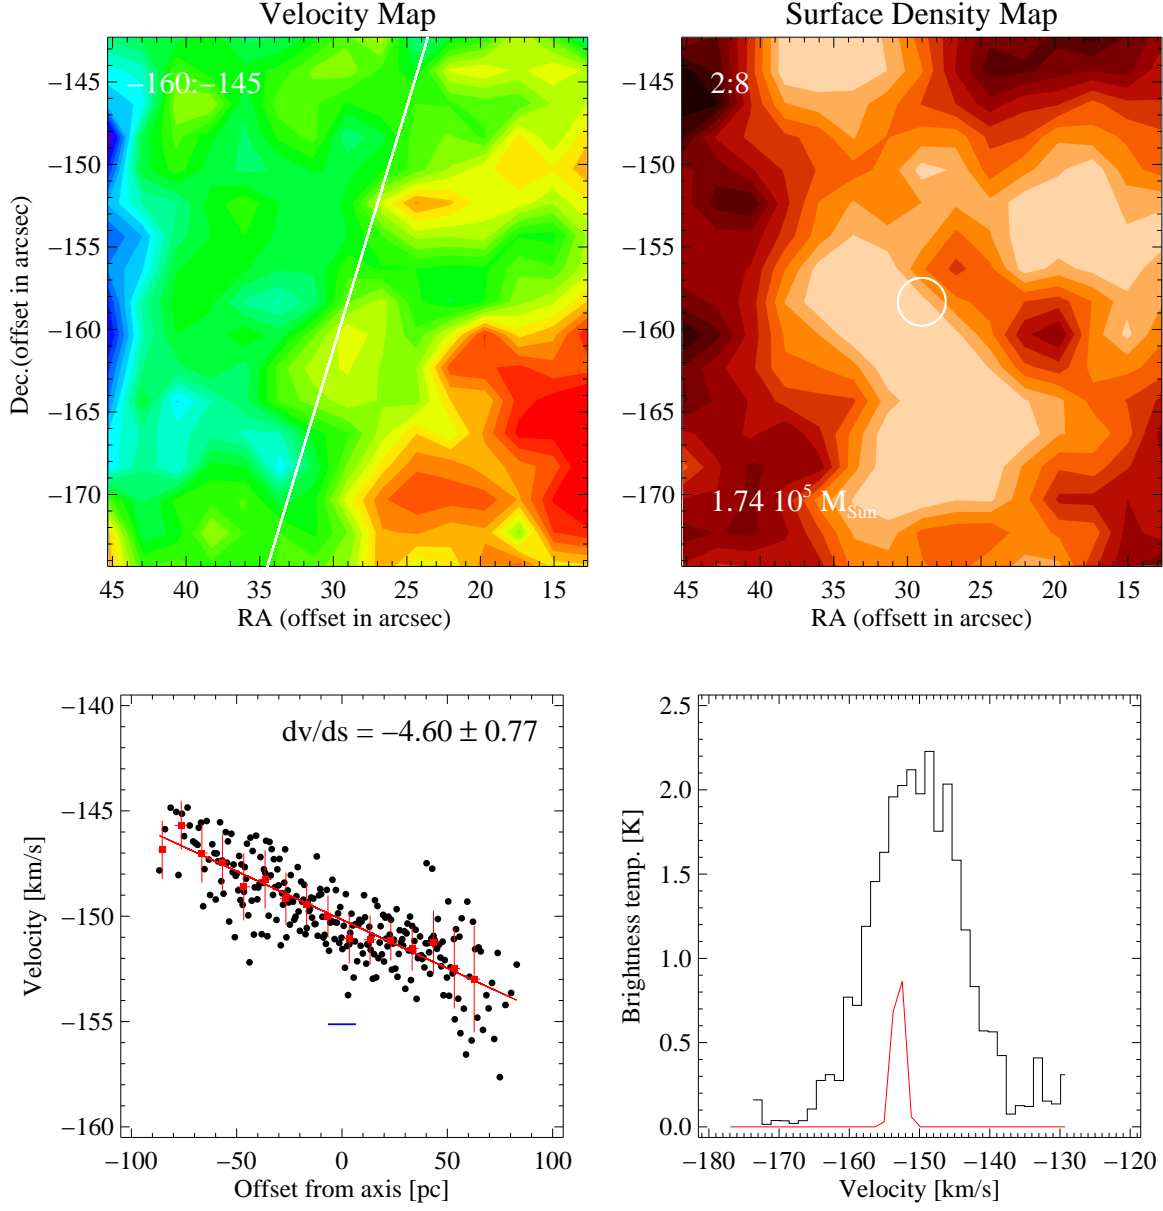 Velocity Map
Surface Density Map
−160:−145
2:8
1.74 10^5 M_Sun
−145
−150
−155
−160
−165
−170
Dec.(offset in arcsec)
45 40 35 30 25 20 15
RA (offset in arcsec)
−145
−150
−155
−160
−165
−170
45 40 35 30 25 20 15
RA (offsett in arcsec)
dv/ds = −4.60 ± 0.77
−140
−145
−150
−155
−160
Velocity [km/s]
−100 −50 0 50 100
Offset from axis [pc]
2.5
2.0
1.5
1.0
0.5
0.0
Brightness temp. [K]
−180 −170 −160 −150 −140 −130 −120
Velocity [km/s]